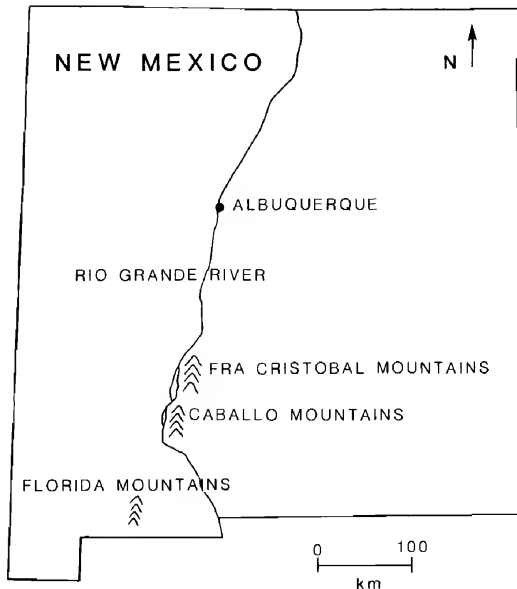 NEW MEXICO
N
ALBUQUERQUE
RIO GRANDE RIVER
FRA CRISTOBAL MOUNTAINS
CABALLO MOUNTAINS
FLORIDA MOUNTAINS
0 100
km